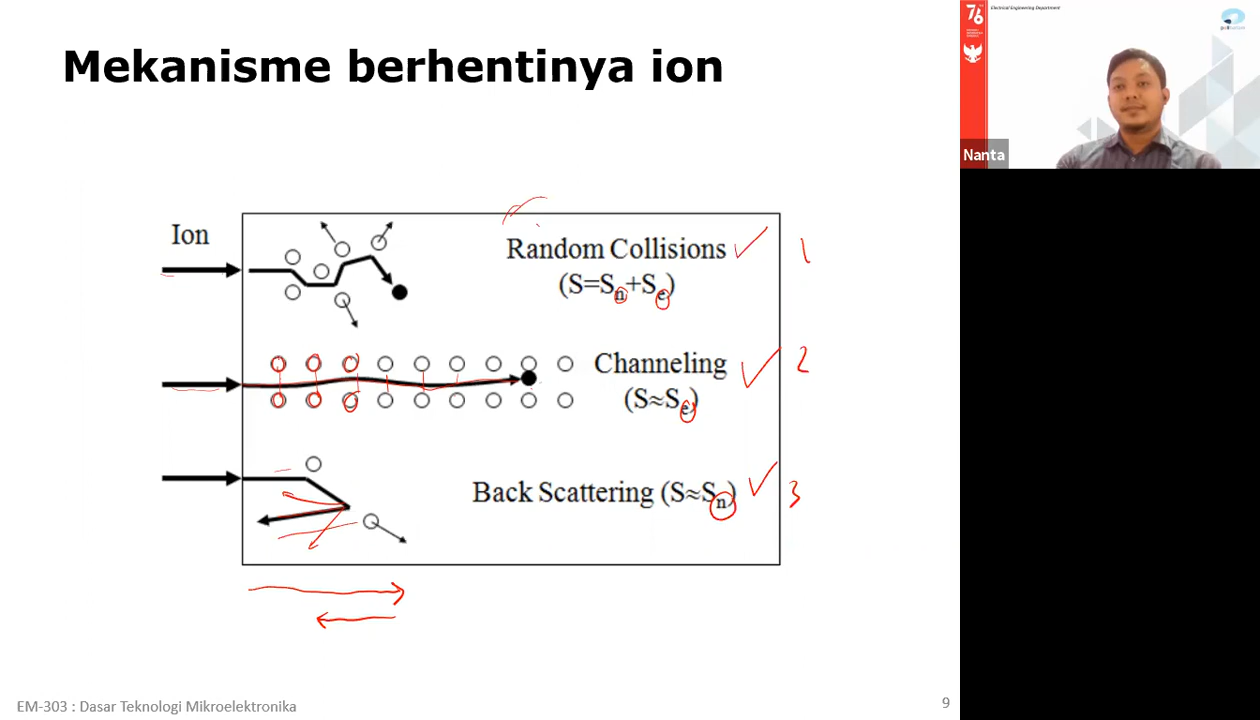 Mekanisme berhentinya ion
76
Electrical Engineering Department
Nanta
Ion
Random Collisions
(S=Sn+Se)
1
Channeling
(S≈Se)
2
Back Scattering (S≈Sn)
3
EM-303 : Dasar Teknologi Mikroelektronika
9